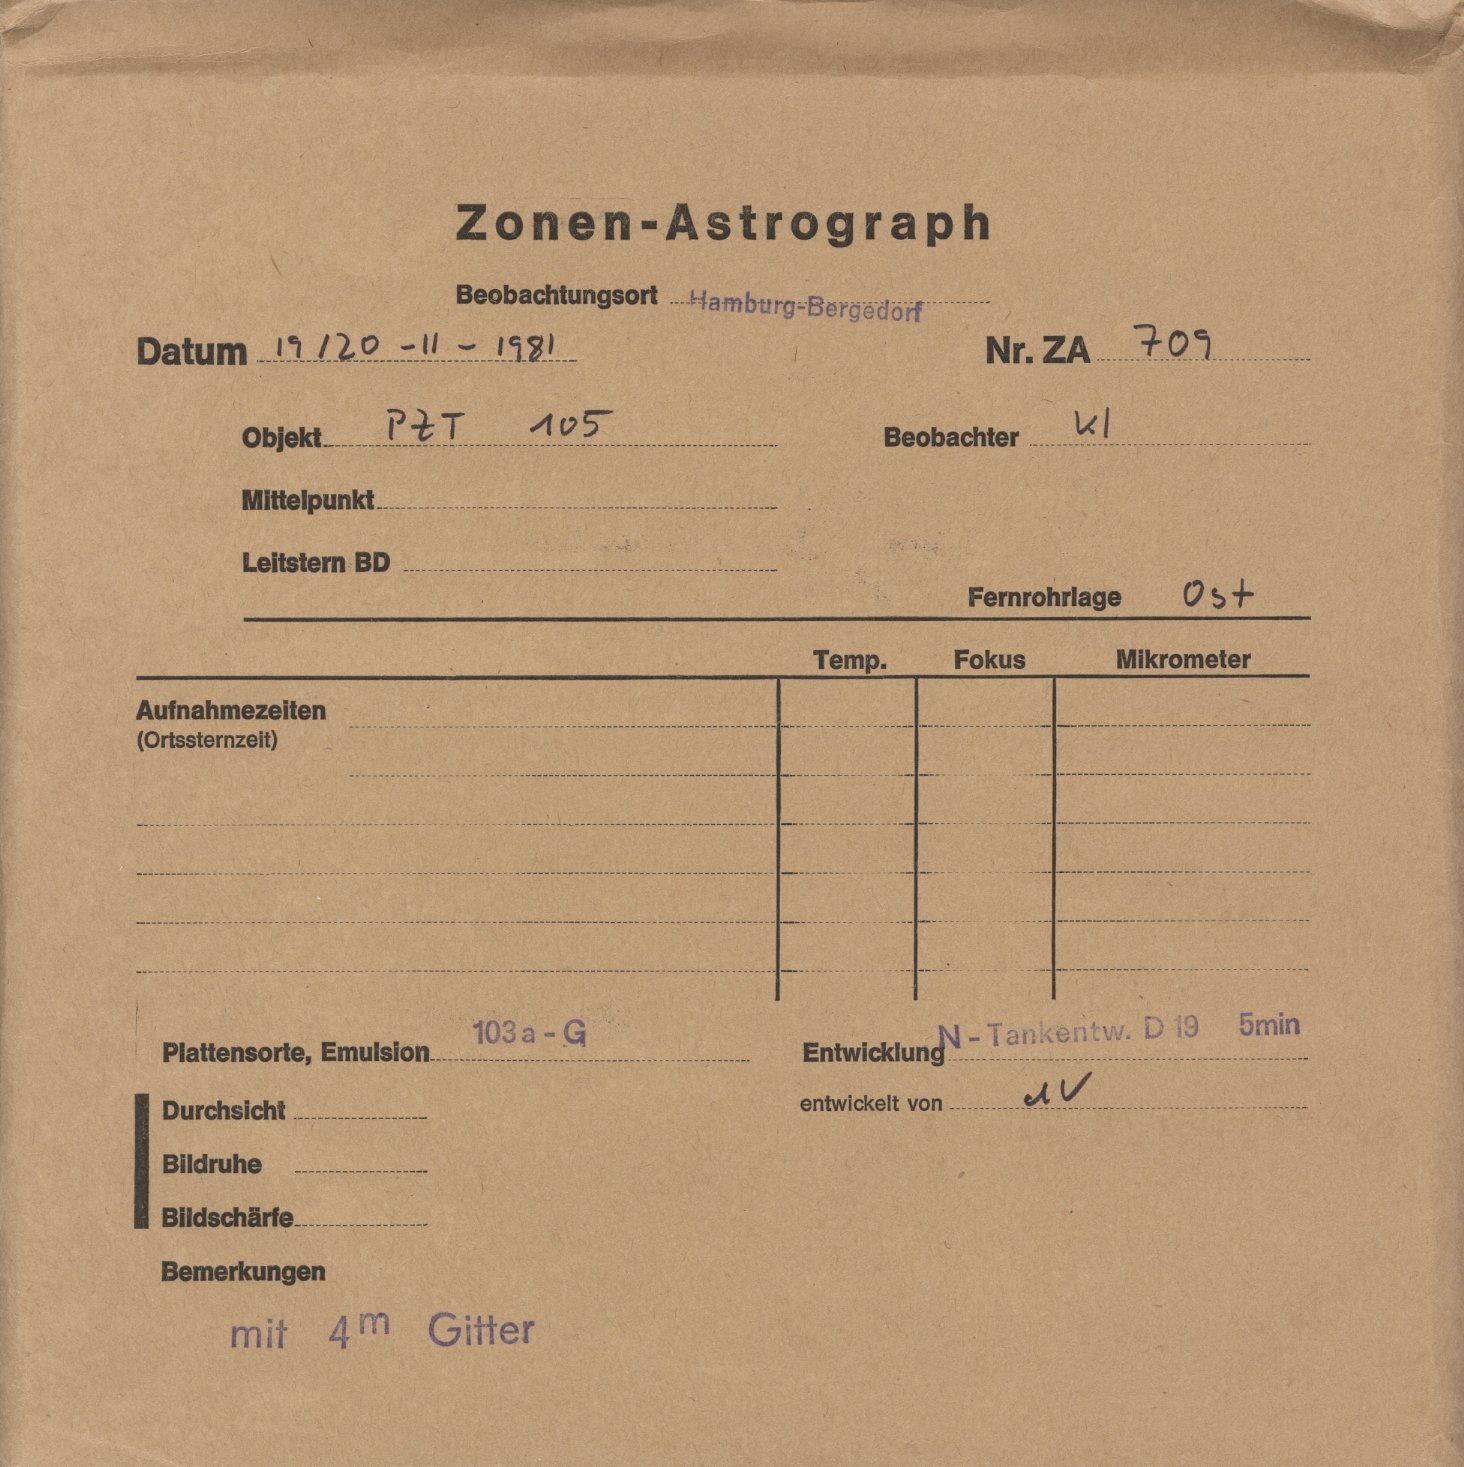 Zonen-Astrograph
Beobachtungsort Hamburg-Bergedorf
Datum 19/20 -11 - 1981 Nr. ZA 709
Objekt PZT 105 Beobachter Kl
Mittelpunkt
Leitstern BD
Fernrohrlage Ost
Temp. Fokus Mikrometer
Aufnahmezeiten
(Ortssternzeit)
Plattensorte, Emulsion 103a-G Entwicklung N-Tankentw. D 19 5min
Durchsicht entwickelt von
Bildruhe
Bildschärfe
Bemerkungen
mit 4m Gitter